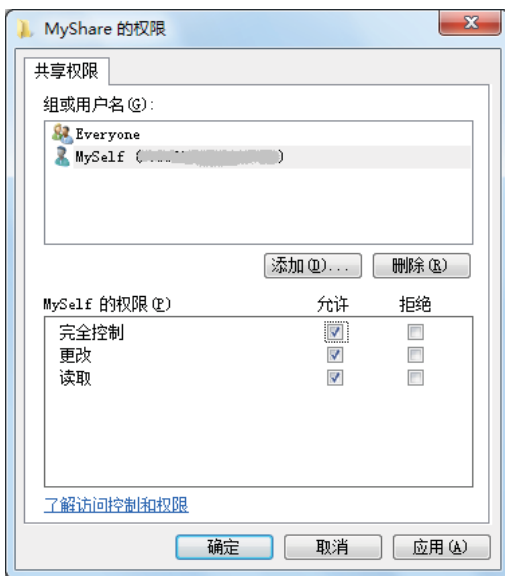 MyShare 的权限
共享权限
组或用户名(G):
Everyone
MySelf (
)
添加(D)... 删除(R)
MySelf 的权限(P) 允许 拒绝
完全控制
更改
读取
了解访问控制和权限
确定 取消 应用(A)